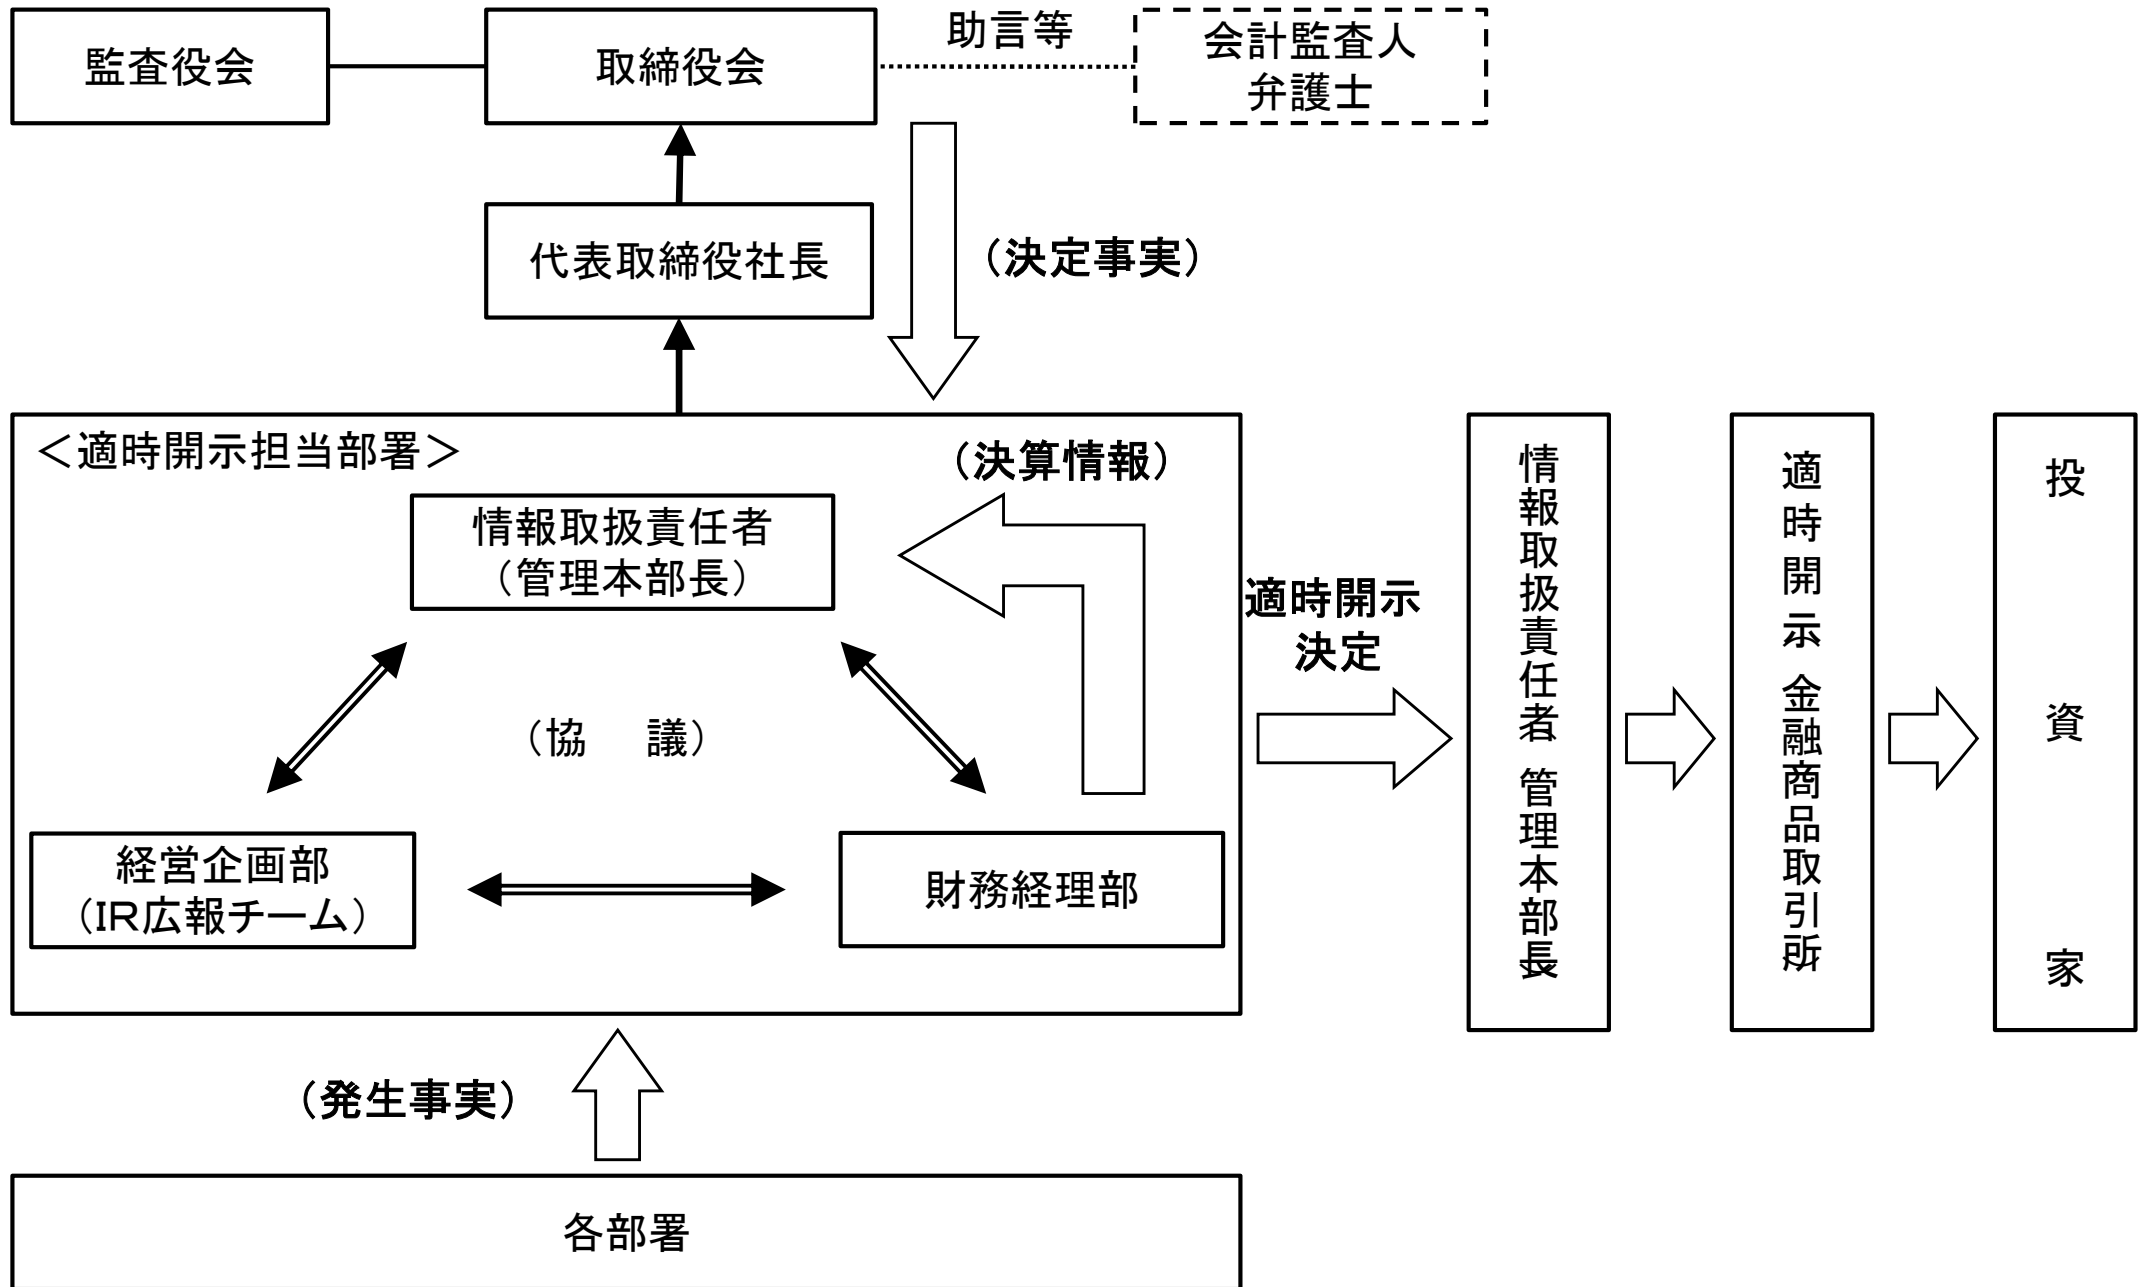 監査役会
取締役会
助言等
会計監査人
弁護士
代表取締役社長
（決定事実）
＜適時開示担当部署＞
（決算情報）
情報取扱責任者
（管理本部長）
（協　議）
経営企画部
（IR広報チーム）
財務経理部
適時開示
決定
情報取扱責任者 管理本部長
適時開示 金融商品取引所
投資家
（発生事実）
各部署